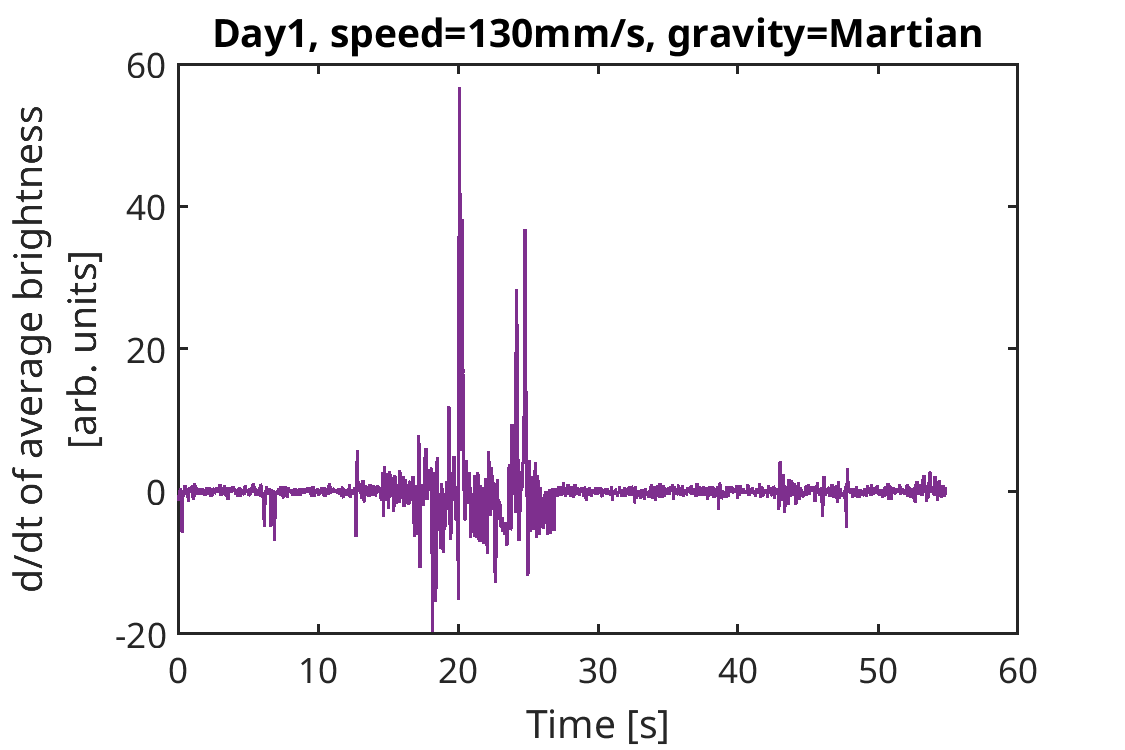 Day1, speed=130mm/s, gravity=Martian
d/dt of average brightness
[arb. units]
60
40
20
0
-20
0 10 20 30 40 50 60
Time [s]